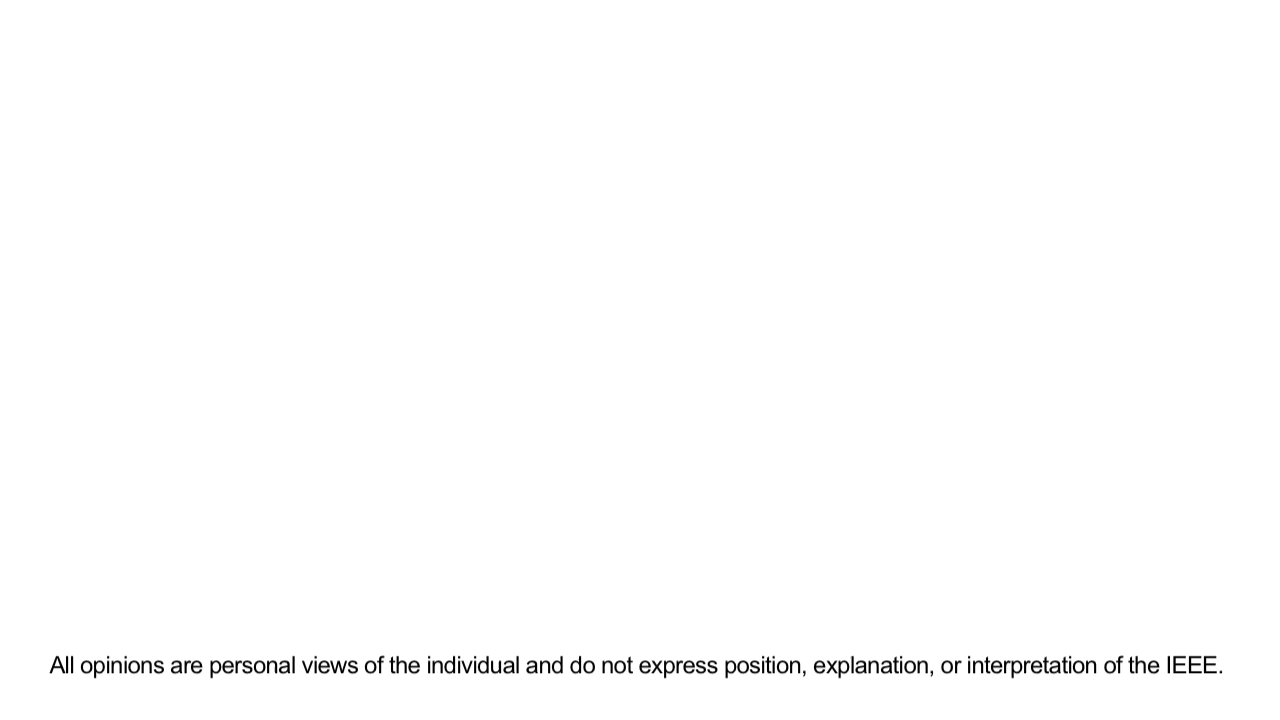 All opinions are personal views of the individual and do not express position, explanation, or interpretation of the IEEE.